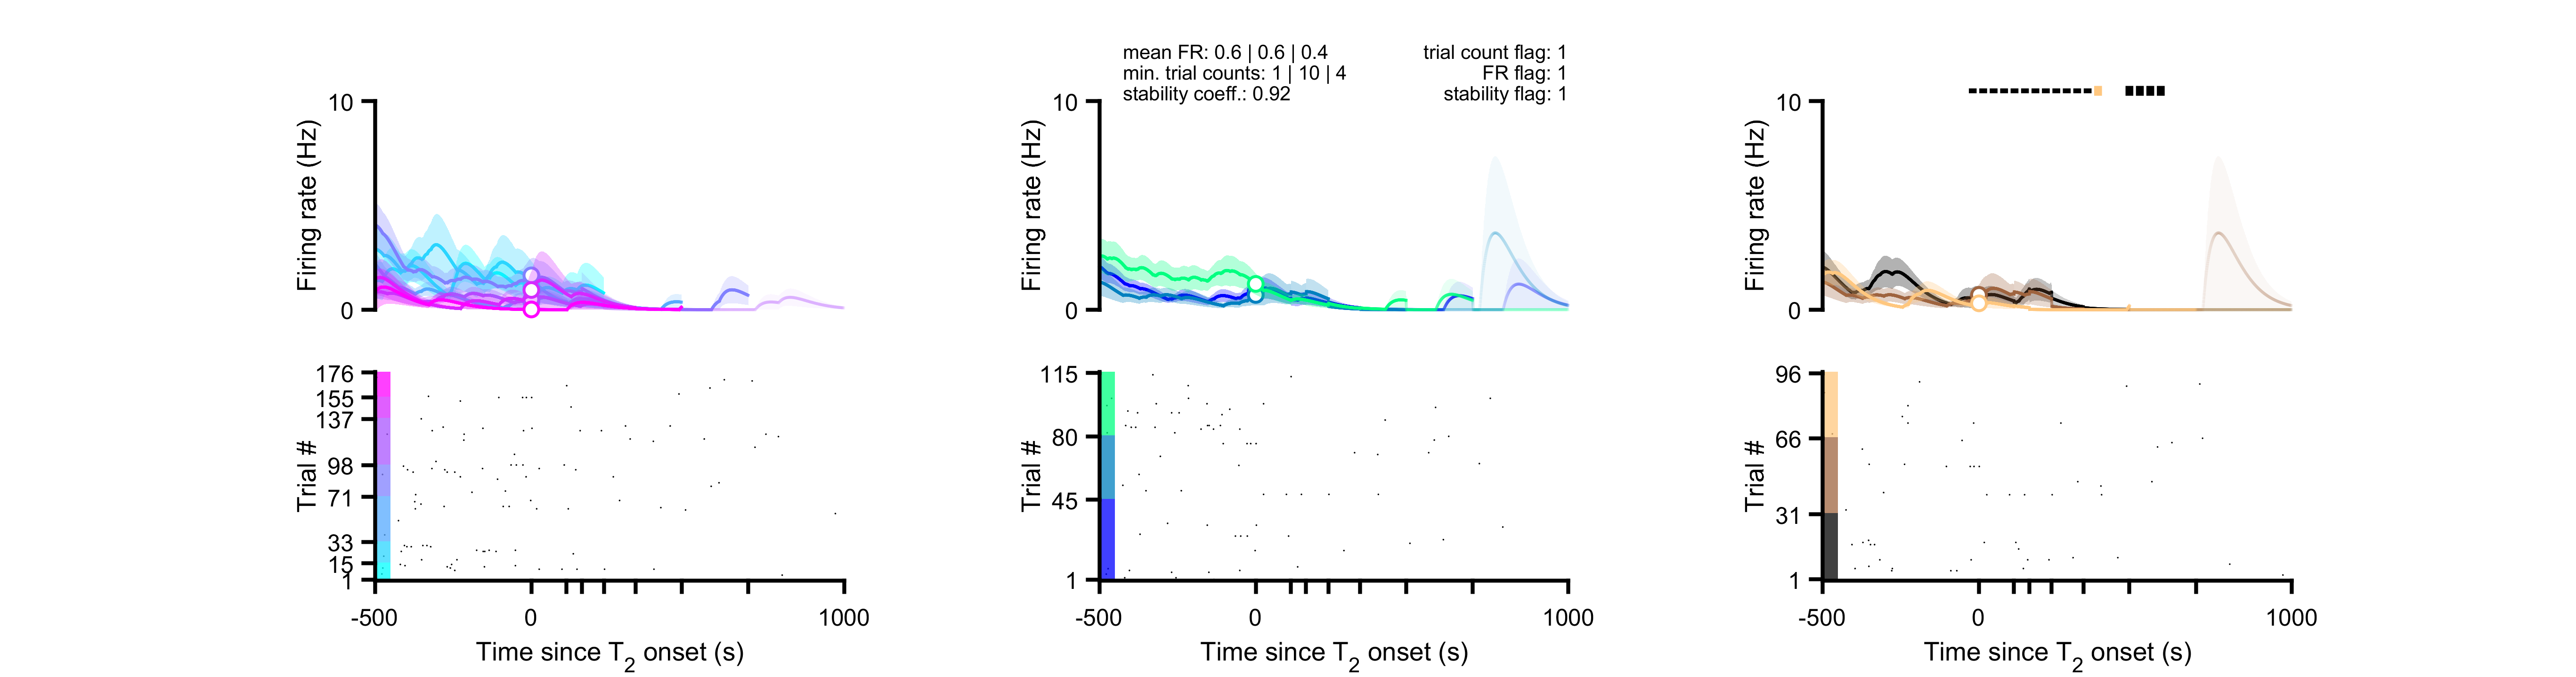 mean FR: 0.6 | 0.6 | 0.4
min. trial counts: 1 | 10 | 4
stability coeff.: 0.92
trial count flag: 1
FR flag: 1
stability flag: 1
10
0
Firing rate (Hz)
10
0
Firing rate (Hz)
10
0
Firing rate (Hz)
176
155
137
98
71
33
15
1
Trial #
-500
0
1000
Time since T2 onset (s)
115
80
45
1
Trial #
-500
0
1000
Time since T2 onset (s)
96
66
31
1
Trial #
-500
0
1000
Time since T2 onset (s)